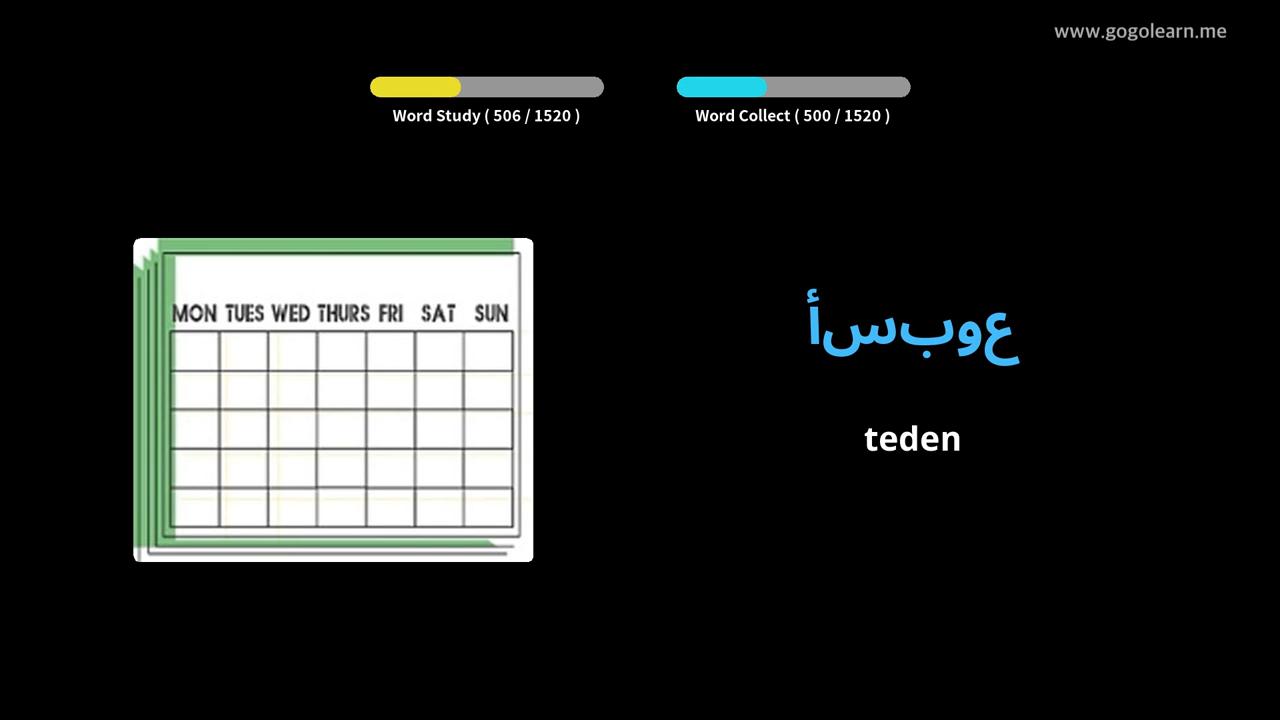 www.gogolearn.me
Word Study ( 506 / 1520 )
Word Collect ( 500 / 1520 )
MON TUES WED THURS FRI SAT SUN
أسبوع
teden